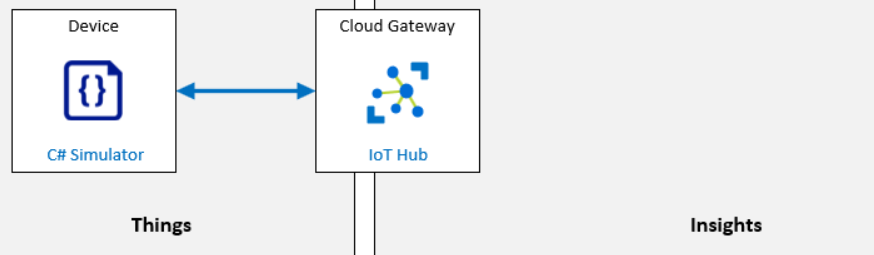 Device
Cloud Gateway
{}
C# Simulator
IoT Hub
Things
Insights